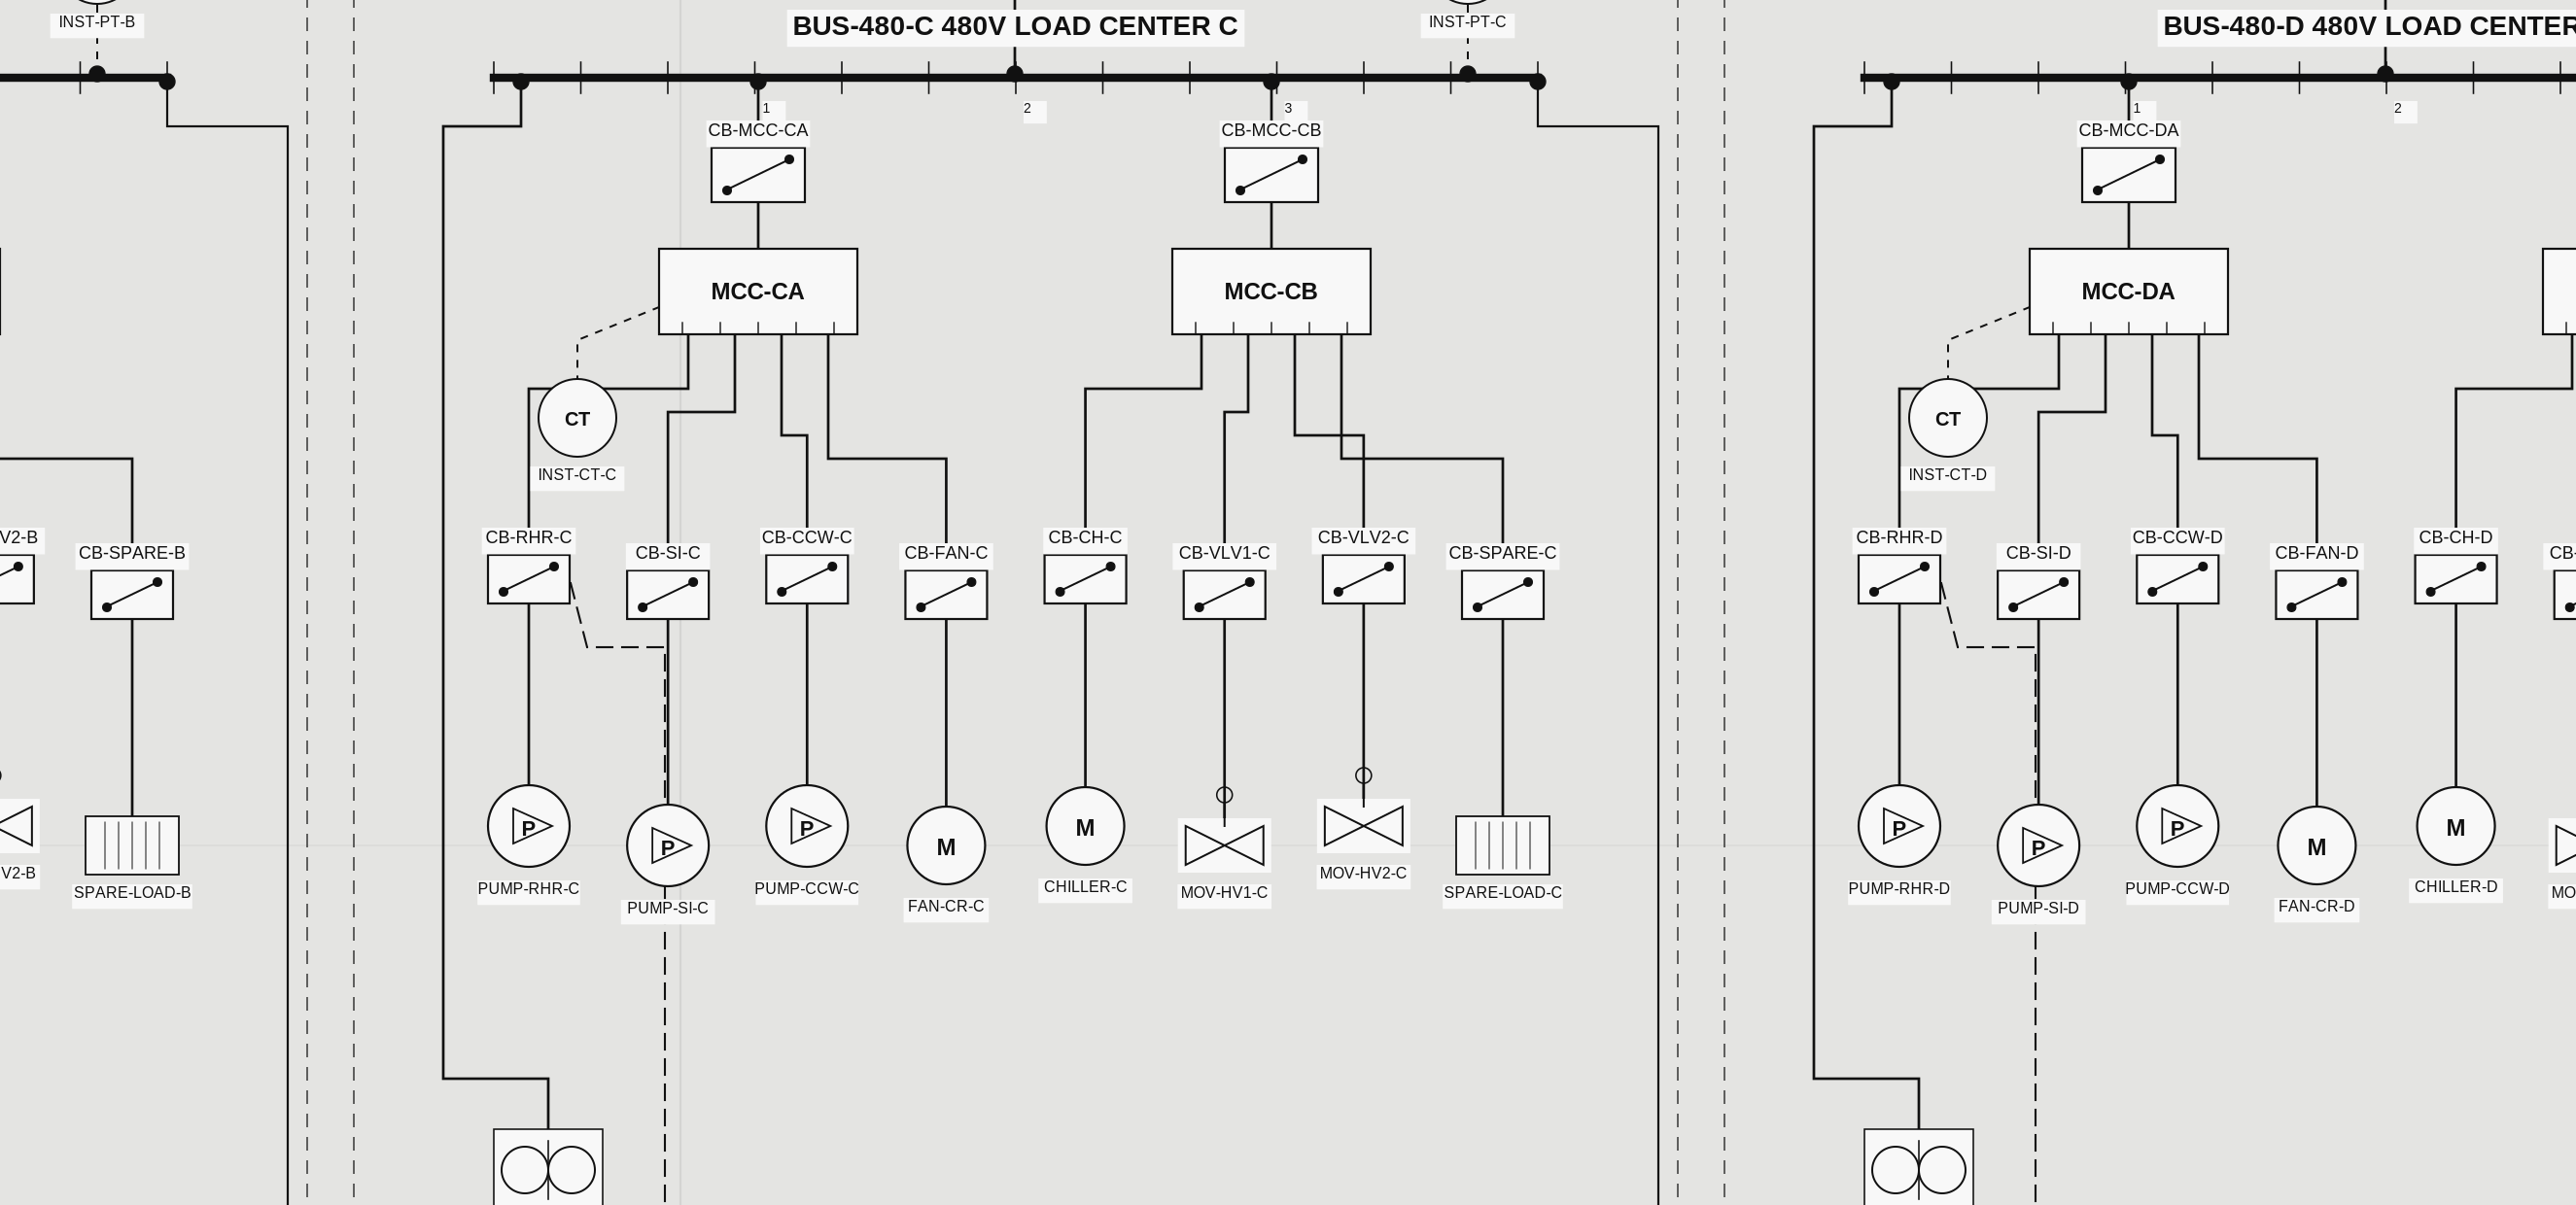 INST-PT-B
BUS-480-C 480V LOAD CENTER C
INST-PT-C
BUS-480-D 480V LOAD CENTER
1
2
3
1
2
CB-MCC-CA
CB-MCC-CB
CB-MCC-DA
MCC-CA
MCC-CB
MCC-DA
CT
CT
INST-CT-C
INST-CT-D
V2-B
CB-SPARE-B
CB-RHR-C
CB-SI-C
CB-CCW-C
CB-FAN-C
CB-CH-C
CB-VLV1-C
CB-VLV2-C
CB-SPARE-C
CB-RHR-D
CB-SI-D
CB-CCW-D
CB-FAN-D
CB-CH-D
CB-
P
P
P
M
M
P
P
P
M
M
V2-B
SPARE-LOAD-B
PUMP-RHR-C
PUMP-SI-C
PUMP-CCW-C
FAN-CR-C
CHILLER-C
MOV-HV1-C
MOV-HV2-C
SPARE-LOAD-C
PUMP-RHR-D
PUMP-SI-D
PUMP-CCW-D
FAN-CR-D
CHILLER-D
MO